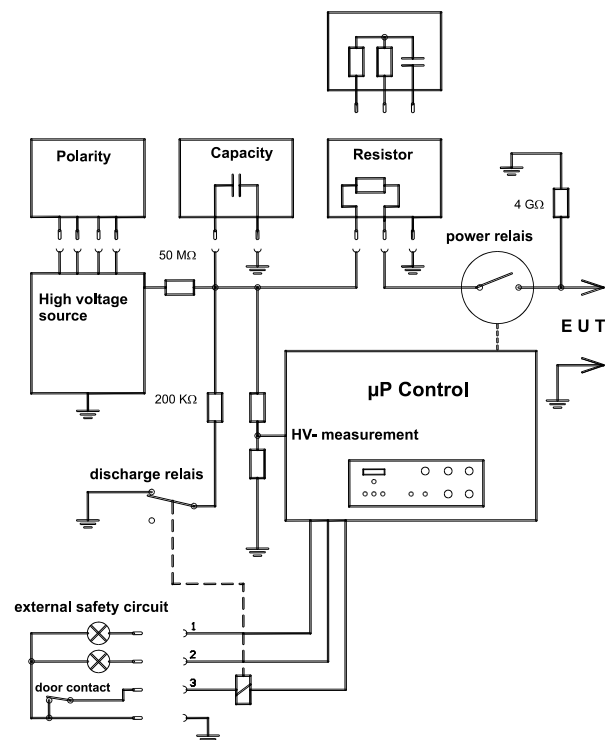 Polarity
Capacity
Resistor
4 GΩ
power relais
50 MΩ
High voltage
source
E U T
µP Control
200 KΩ
HV- measurement
discharge relais
external safety circuit
1
2
door contact
3